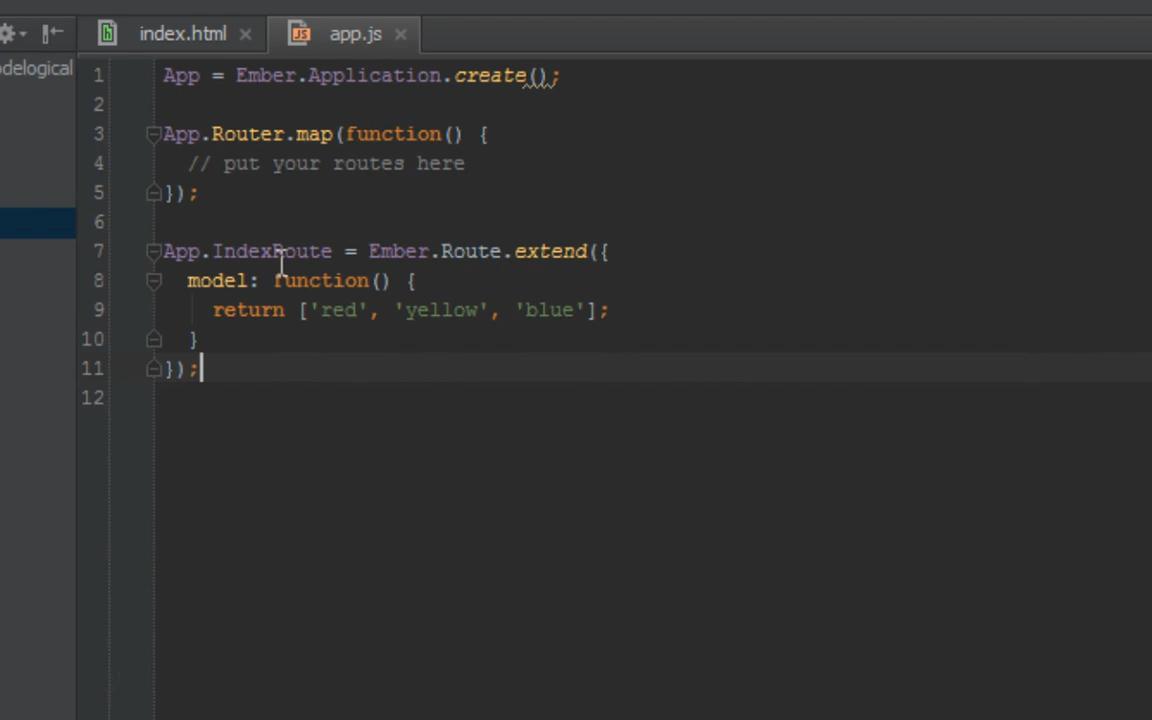 index.html
app.js
odelogical
1 App = Ember.Application.create();
2
3 App.Router.map(function() {
4   // put your routes here
5 });
6
7 App.IndexRoute = Ember.Route.extend({
8   model: function() {
9     return ['red', 'yellow', 'blue'];
10   }
11 });
12